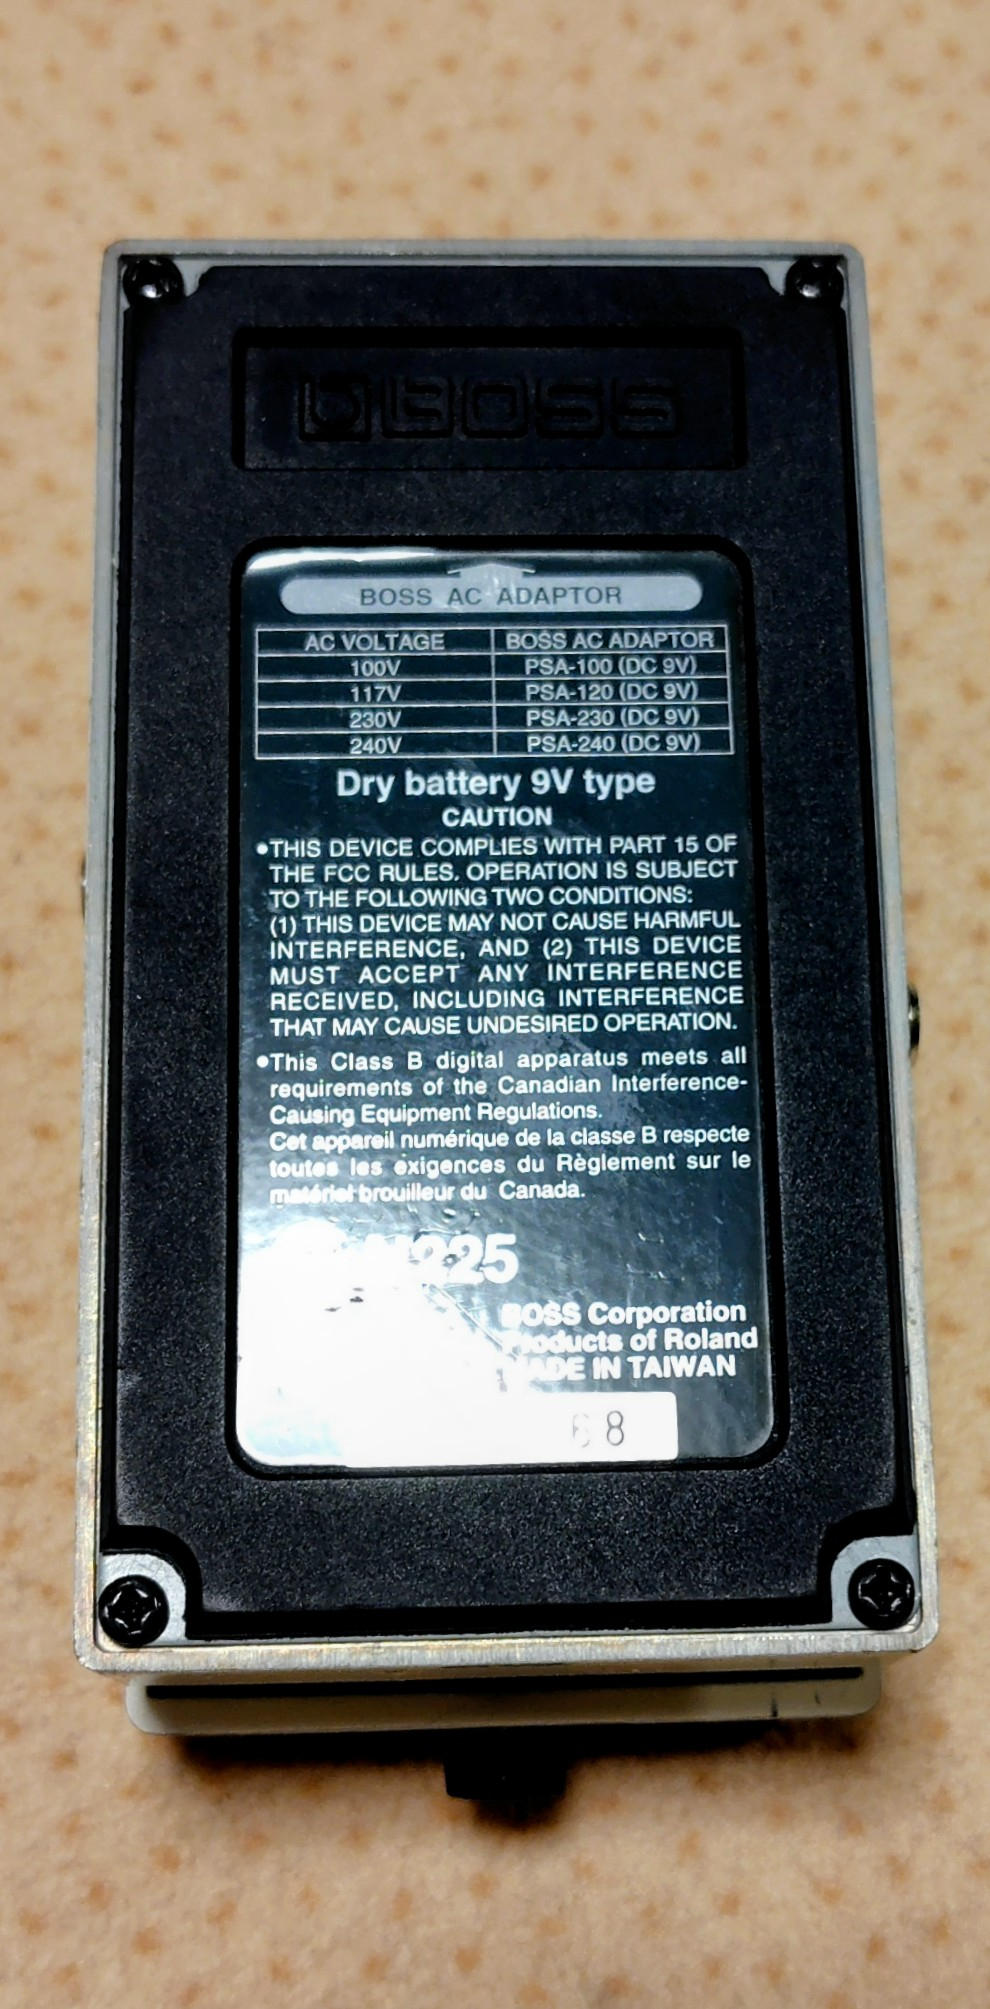 BOSS
BOSS AC ADAPTOR
AC VOLTAGE BOSS AC ADAPTOR
100V PSA-100 (DC 9V)
117V PSA-120 (DC 9V)
230V PSA-230 (DC 9V)
240V PSA-240 (DC 9V)
Dry battery 9V type
CAUTION
•THIS DEVICE COMPLIES WITH PART 15 OF
THE FCC RULES. OPERATION IS SUBJECT
TO THE FOLLOWING TWO CONDITIONS:
(1) THIS DEVICE MAY NOT CAUSE HARMFUL
INTERFERENCE, AND (2) THIS DEVICE
MUST ACCEPT ANY INTERFERENCE
RECEIVED, INCLUDING INTERFERENCE
THAT MAY CAUSE UNDESIRED OPERATION.
•This Class B digital apparatus meets all
requirements of the Canadian Interference-
Causing Equipment Regulations.
Cet appareil numérique de la classe B respecte
toutes les exigences du Règlement sur le
matériel brouilleur du Canada.
BOSS Corporation
Products of Roland
MADE IN TAIWAN